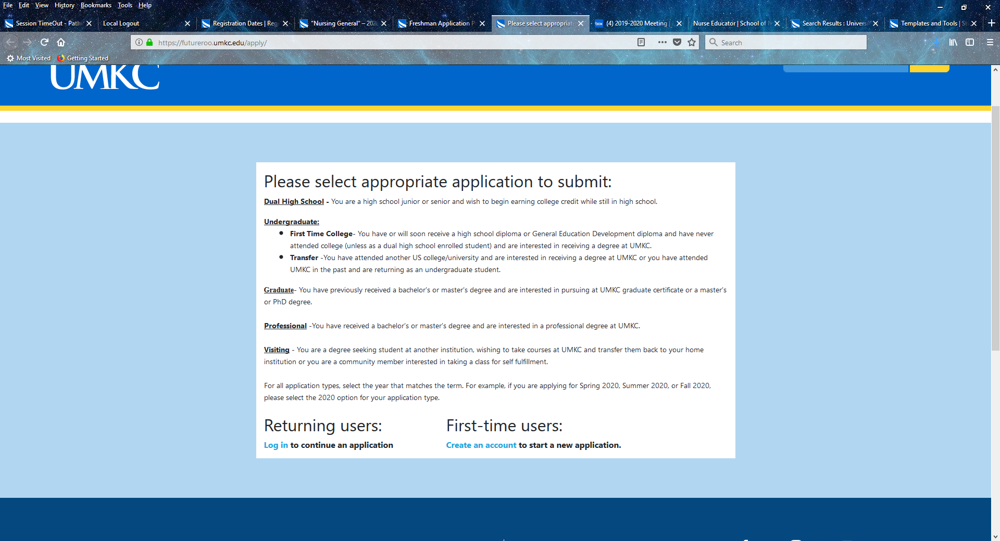 File Edit View History Bookmarks Tools Help
Session TimeOut - Path
Local Logout
Registration Dates | Reg
"Nursing General" – 202
Freshman Application P
Please select appropriat
box (4) 2019-2020 Meeting
Nurse Educator | School of
Search Results : Universi
Templates and Tools | S
https://futureroo.umkc.edu/apply/
Search
Most Visited Getting Started
UMKC
Please select appropriate application to submit:
Dual High School - You are a high school junior or senior and wish to begin earning college credit while still in high school.
Undergraduate:
First Time College- You have or will soon receive a high school diploma or General Education Development diploma and have never
attended college (unless as a dual high school enrolled student) and are interested in receiving a degree at UMKC.
Transfer -You have attended another US college/university and are interested in receiving a degree at UMKC or you have attended
UMKC in the past and are returning as an undergraduate student.
Graduate- You have previously received a bachelor's or master's degree and are interested in pursuing at UMKC graduate certificate or a master's
or PhD degree.
Professional -You have received a bachelor's or master's degree and are interested in a professional degree at UMKC.
Visiting - You are a degree seeking student at another institution, wishing to take courses at UMKC and transfer them back to your home
institution or you are a community member interested in taking a class for self fulfillment.
For all application types, select the year that matches the term. For example, if you are applying for Spring 2020, Summer 2020, or Fall 2020,
please select the 2020 option for your application type.
Returning users:
Log in to continue an application
First-time users:
Create an account to start a new application.